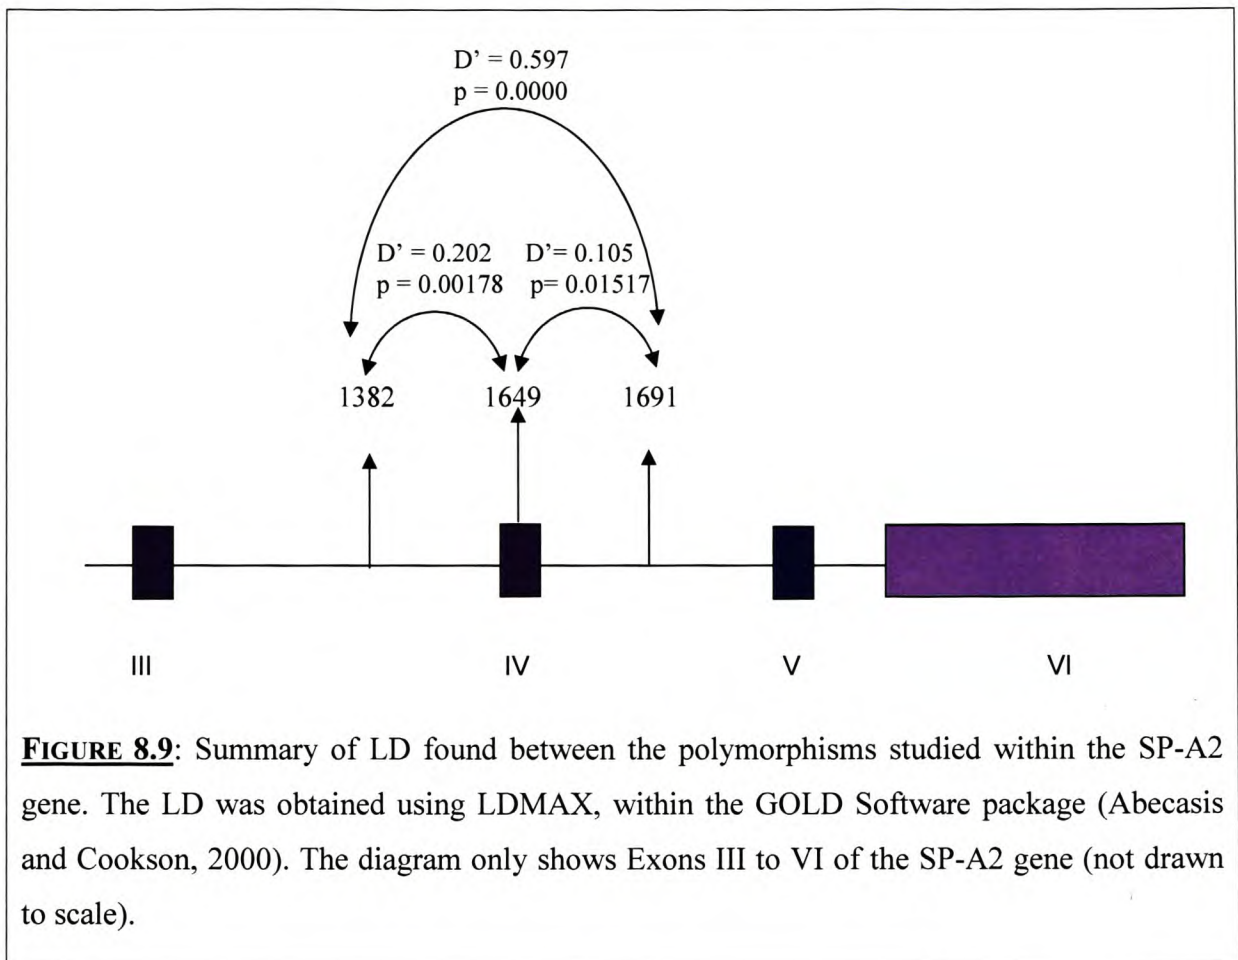 D’ = 0.597
p = 0.0000
D’ = 0.202 D’= 0.105
p = 0.00178 p= 0.01517
1382 1649 1691
III IV V VI
FIGURE 8.9: Summary of LD found between the polymorphisms studied within the SP-A2
gene. The LD was obtained using LDMAX, within the GOLD Software package (Abecasis
and Cookson, 2000). The diagram only shows Exons III to VI of the SP-A2 gene (not drawn
to scale).